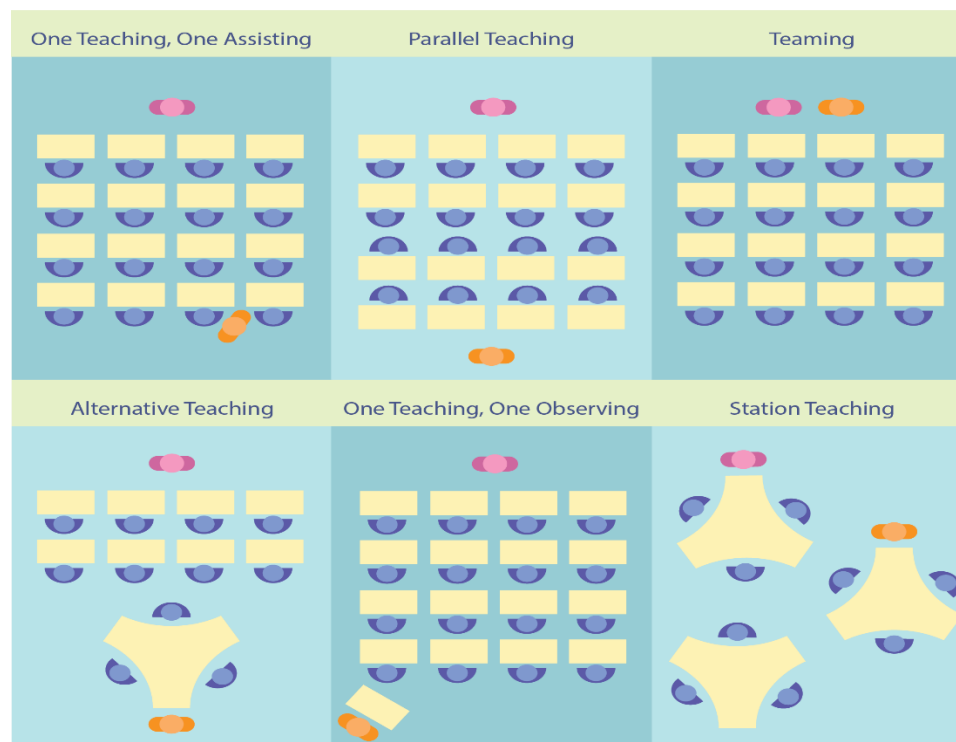 One Teaching, One Assisting
Parallel Teaching
Teaming
Alternative Teaching
One Teaching, One Observing
Station Teaching